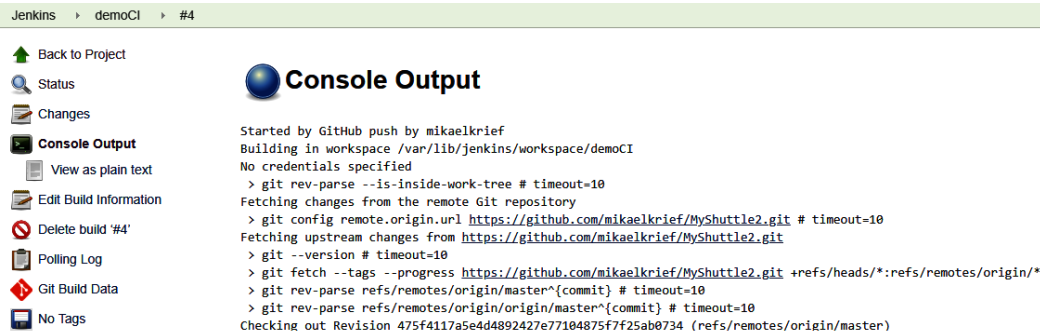 Jenkins demoCI #4
Back to Project
Status
Changes
Console Output
View as plain text
Edit Build Information
Delete build '#4'
Polling Log
Git Build Data
No Tags
Console Output
Started by GitHub push by mikaelkrief
Building in workspace /var/lib/jenkins/workspace/demoCI
No credentials specified
> git rev-parse --is-inside-work-tree # timeout=10
Fetching changes from the remote Git repository
> git config remote.origin.url https://github.com/mikaelkrief/MyShuttle2.git # timeout=10
Fetching upstream changes from https://github.com/mikaelkrief/MyShuttle2.git
> git --version # timeout=10
> git fetch --tags --progress https://github.com/mikaelkrief/MyShuttle2.git +refs/heads/*:refs/remotes/origin/*
> git rev-parse refs/remotes/origin/master^{commit} # timeout=10
> git rev-parse refs/remotes/origin/origin/master^{commit} # timeout=10
Checking out Revision 475f4117a5e4d4892427e77104875f7f25ab0734 (refs/remotes/origin/master)